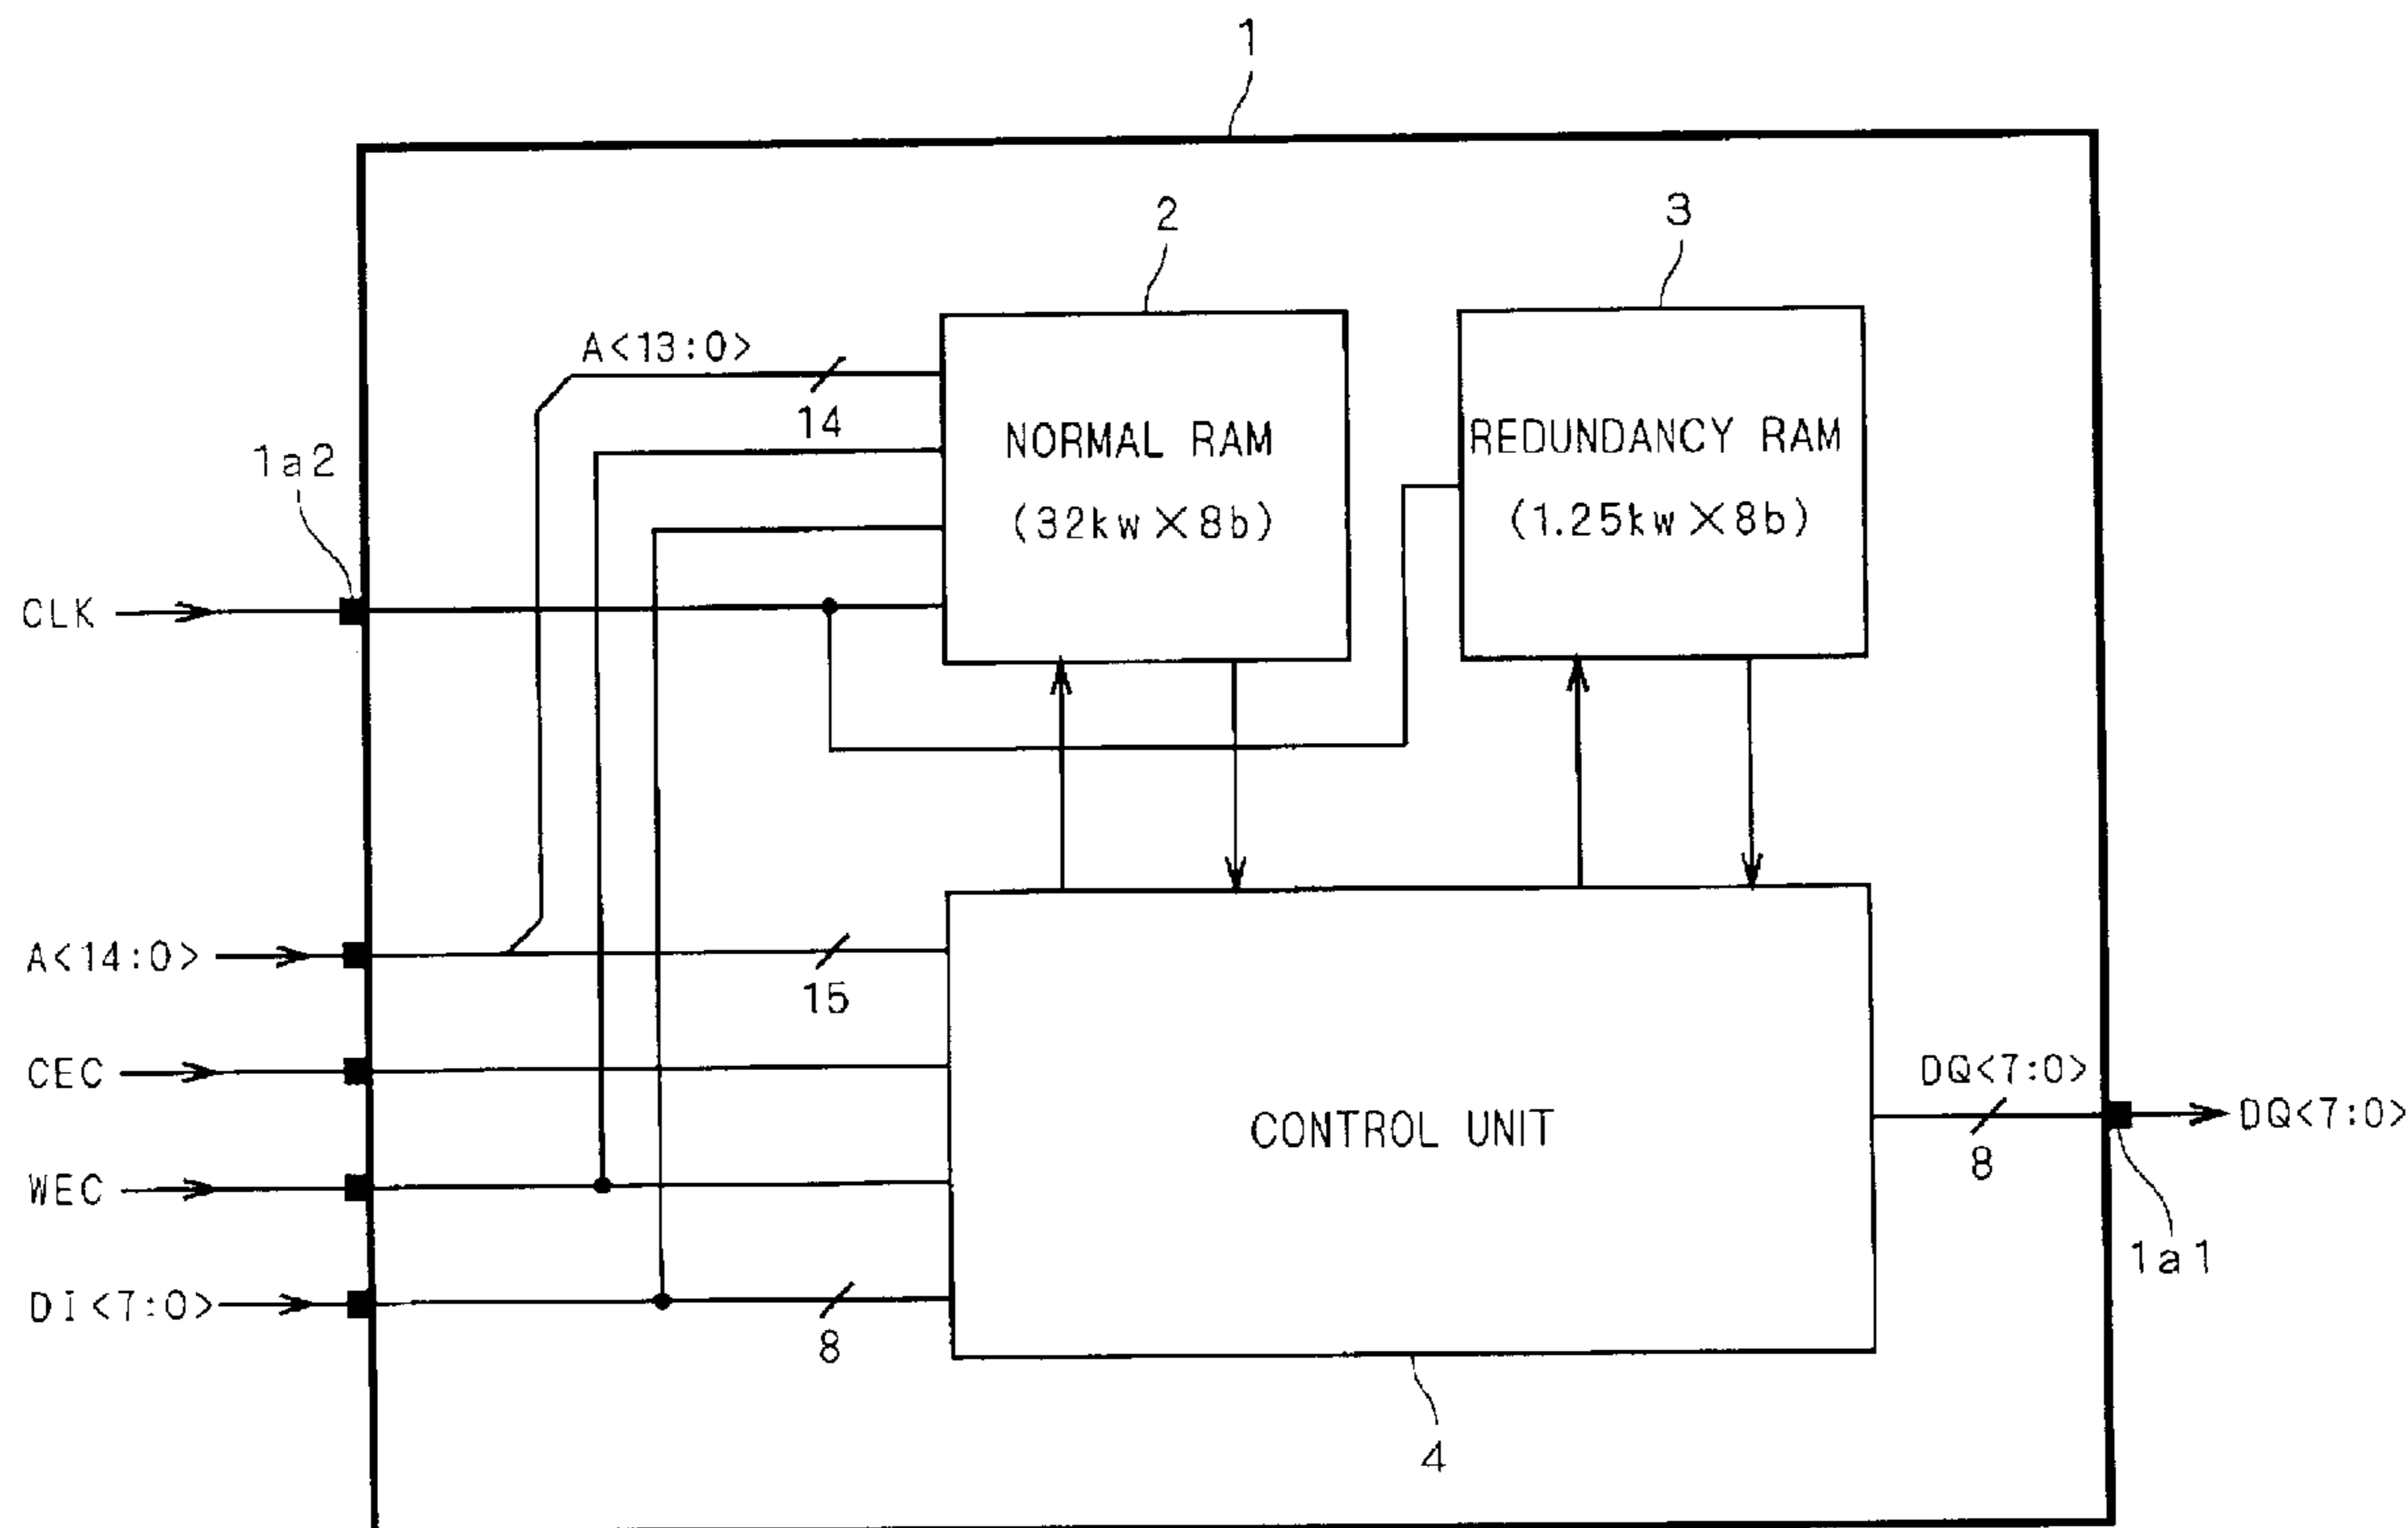 1
2
3
A<13:0>
14
NORMAL RAM
(32kw×8b)
REDUNDANCY RAM
(1.25kw×8b)
1a2
CLK
A<14:0>
15
CEC
CONTROL UNIT
DQ<7:0>
DQ<7:0>
8
WEC
1a1
DI<7:0>
8
4